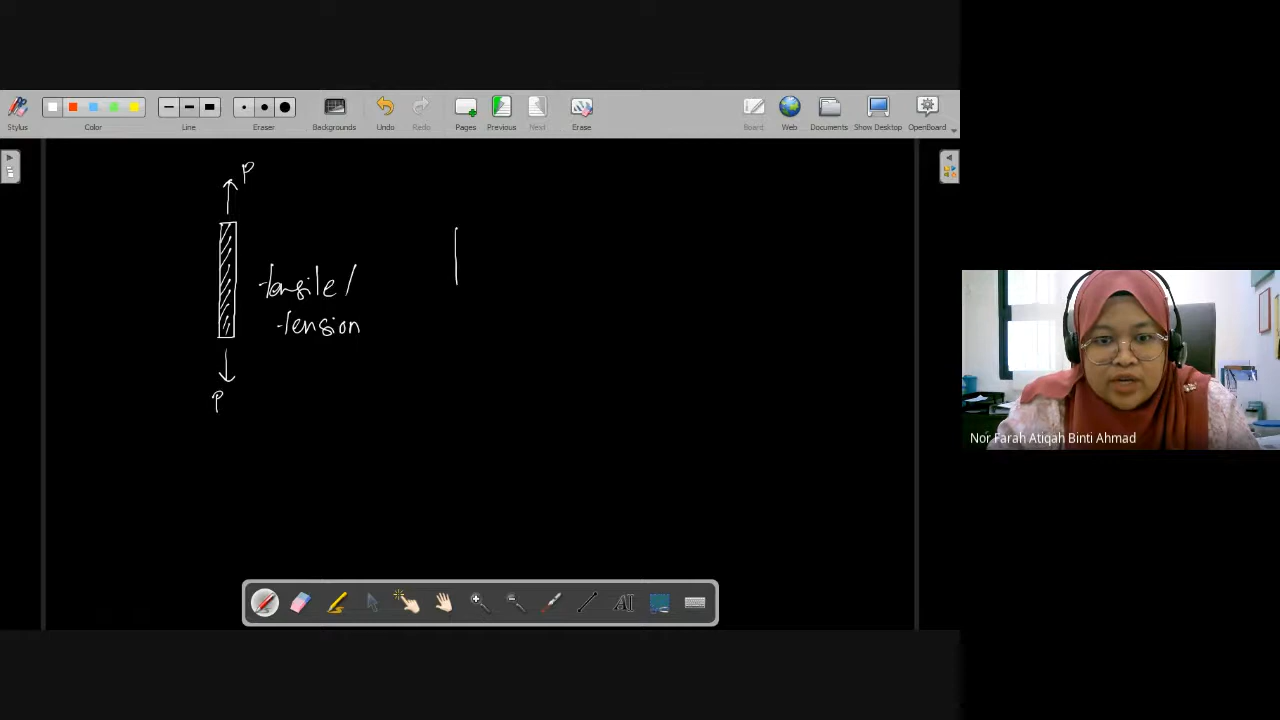 Stylus
Color
Line
Eraser
Backgrounds
Undo
Redo
Pages
Previous
Next
Erase
Board
Web
Documents
Show Desktop
OpenBoard
P
tensile /
tension
P
AI
Nor Farah Atiqah Binti Ahmad